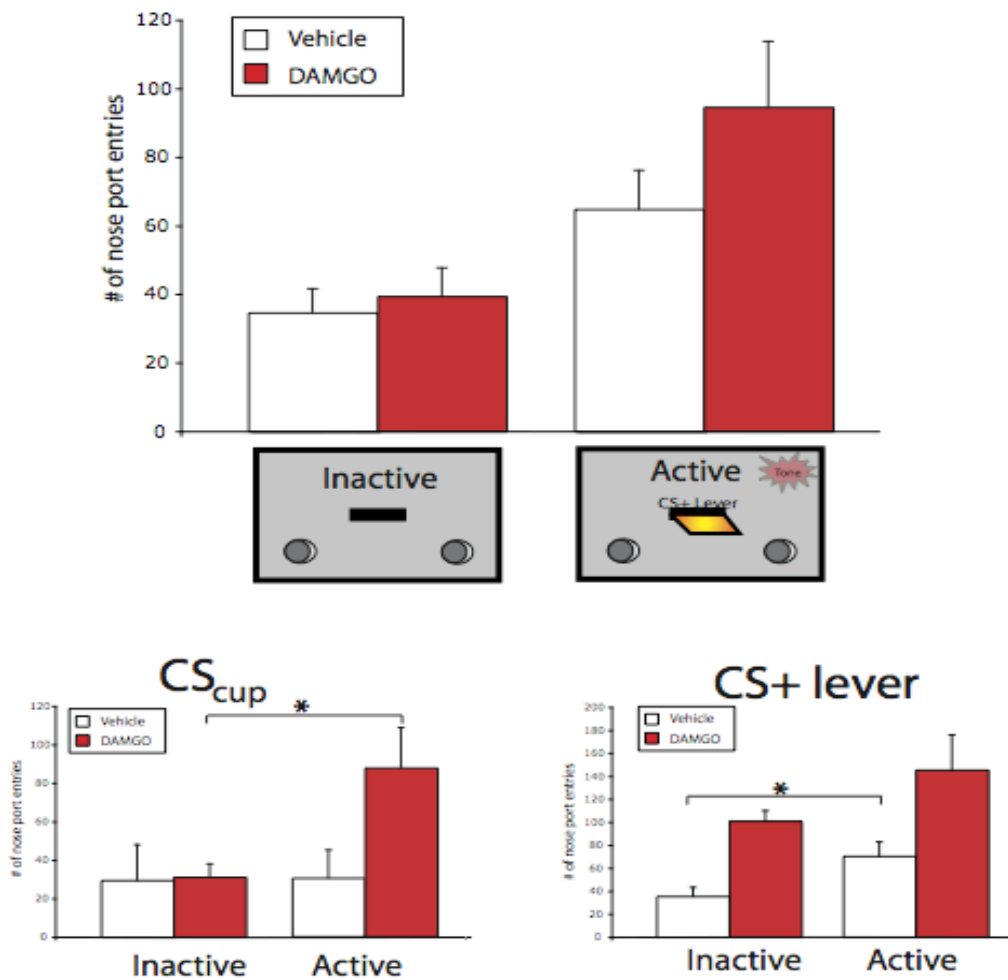 120
Vehicle
DAMGO
100
80
60
40
20
0
# of nose port entries
Inactive
Active
Tone
CS+ Lever
CScup
120
Vehicle
DAMGO
100
80
60
40
20
0
# of nose port entries
*
Inactive
Active
CS+ lever
200
Vehicle
DAMGO
180
160
140
120
100
80
60
40
20
0
# of nose port entries
*
Inactive
Active